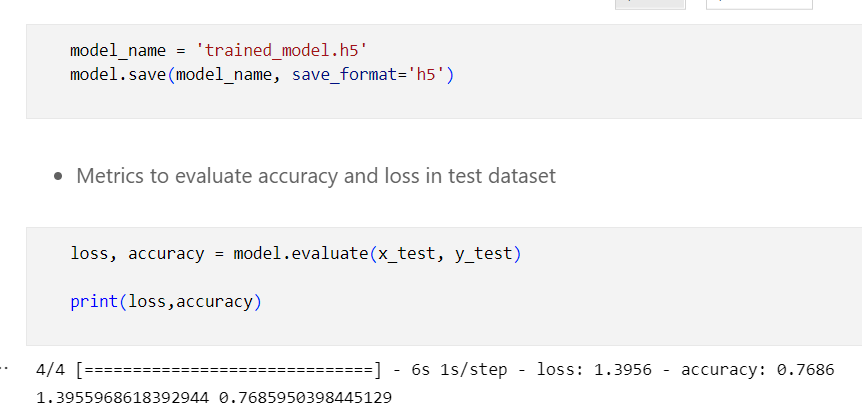 model_name = 'trained_model.h5'
model.save(model_name, save_format='h5')
• Metrics to evaluate accuracy and loss in test dataset
loss, accuracy = model.evaluate(x_test, y_test)
print(loss,accuracy)
4/4 [==============================] - 6s 1s/step - loss: 1.3956 - accuracy: 0.7686
1.3955968618392944 0.7685950398445129